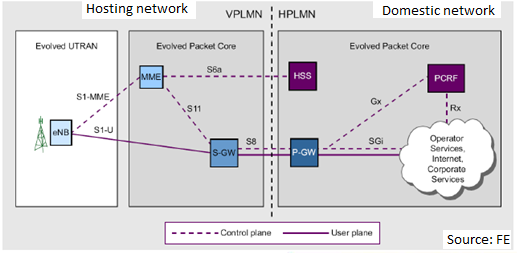 Hosting network
VPLMN
HPLMN
Domestic network
Evolved UTRAN
Evolved Packet Core
Evolved Packet Core
MME
S6a
HSS
PCRF
S1-MME
S11
Gx
Rx
eNB
S1-U
S-GW
S8
P-GW
SGi
Operator
Services,
Internet,
Corporate
Services
Control plane
User plane
Source: FE